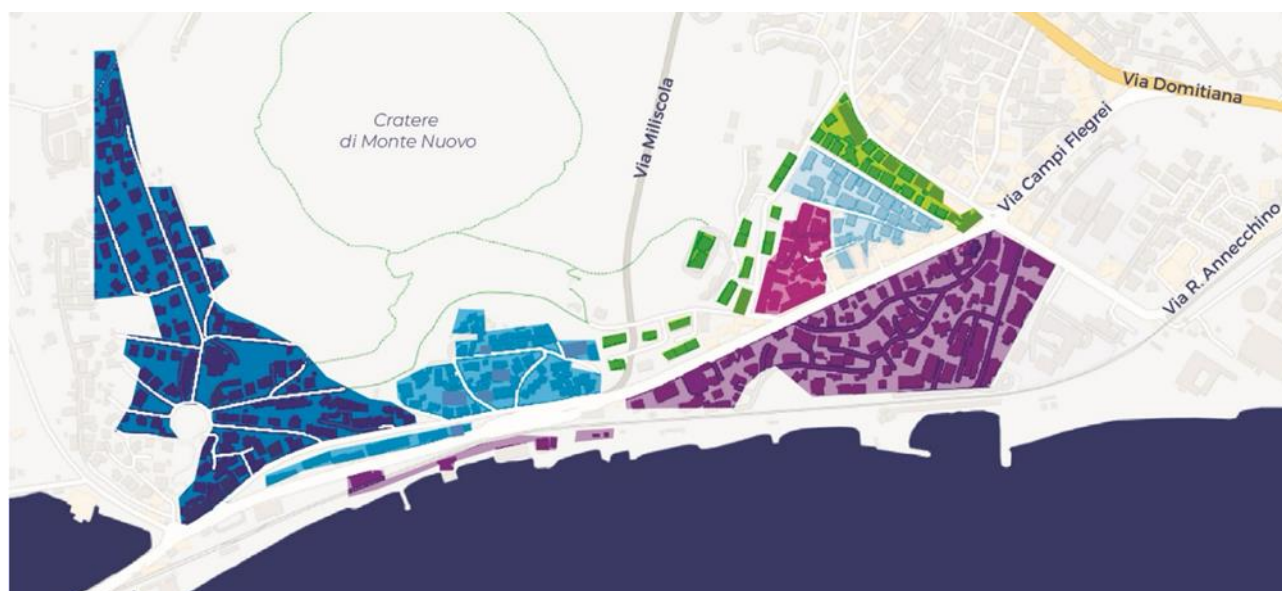 Cratere
di Monte Nuovo
Via Miliscola
Via Domitiana
Via Campi Flegrei
Via R. Annecchino